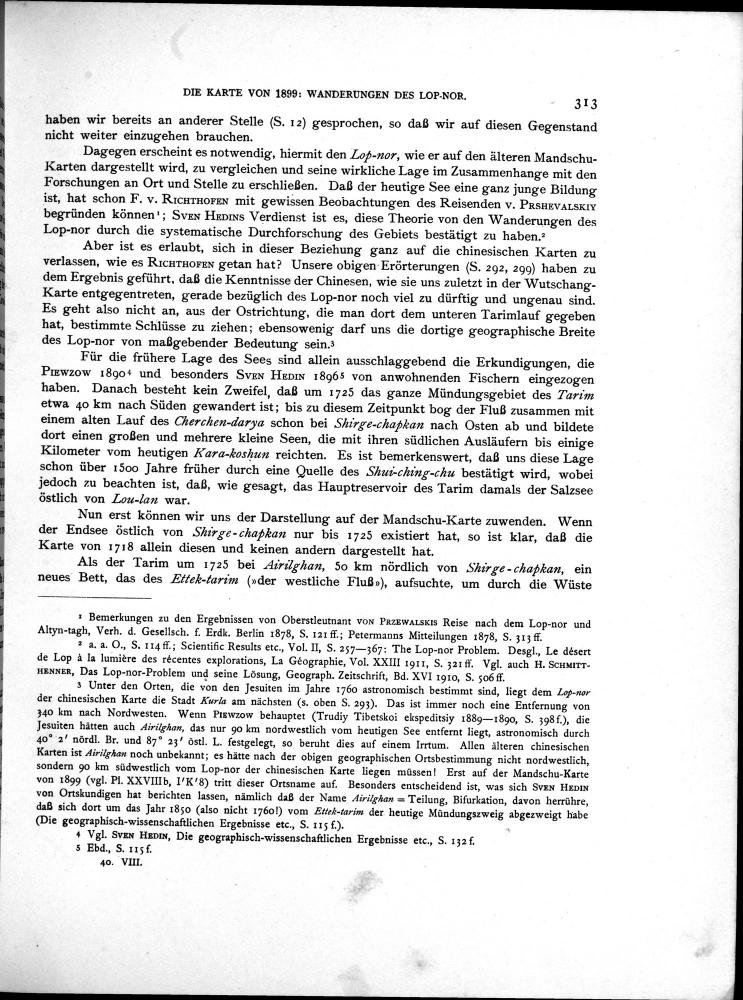 DIE KARTE VON 1899: WANDERUNGEN DES LOP-NOR.
313
haben wir bereits an anderer Stelle (S. 12) gesprochen, so daß wir auf diesen Gegenstand
nicht weiter einzugehen brauchen.
Dagegen erscheint es notwendig, hiermit den Lop-nor, wie er auf den älteren Mandschu-
Karten dargestellt wird, zu vergleichen und seine wirkliche Lage im Zusammenhange mit den
Forschungen an Ort und Stelle zu erschließen. Daß der heutige See eine ganz junge Bildung
ist, hat schon F. v. RICHTHOFEN mit gewissen Beobachtungen des Reisenden v. PRSHEVALSKIY
begründen können¹; SVEN HEDINS Verdienst ist es, diese Theorie von den Wanderungen des
Lop-nor durch die systematische Durchforschung des Gebiets bestätigt zu haben.²
Aber ist es erlaubt, sich in dieser Beziehung ganz auf die chinesischen Karten zu
verlassen, wie es RICHTHOFEN getan hat? Unsere obigen Erörterungen (S. 292, 299) haben zu
dem Ergebnis geführt, daß die Kenntnisse der Chinesen, wie sie uns zuletzt in der Wutschang-
Karte entgegentreten, gerade bezüglich des Lop-nor noch viel zu dürftig und ungenau sind.
Es geht also nicht an, aus der Ostrichtung, die man dort dem unteren Tarimlauf gegeben
hat, bestimmte Schlüsse zu ziehen; ebensowenig darf uns die dortige geographische Breite
des Lop-nor von maßgebender Bedeutung sein.³
Für die frühere Lage des Sees sind allein ausschlaggebend die Erkundigungen, die
PIEWZOW 1890⁴ und besonders SVEN HEDIN 1896⁵ von anwohnenden Fischern eingezogen
haben. Danach besteht kein Zweifel, daß um 1725 das ganze Mündungsgebiet des Tarim
etwa 40 km nach Süden gewandert ist; bis zu diesem Zeitpunkt bog der Fluß zusammen mit
einem alten Lauf des Cherchen-darya schon bei Shirge-chapkan nach Osten ab und bildete
dort einen großen und mehrere kleine Seen, die mit ihren südlichen Ausläufern bis einige
Kilometer vom heutigen Kara-koshun reichten. Es ist bemerkenswert, daß uns diese Lage
schon über 1500 Jahre früher durch eine Quelle des Shui-ching-chu bestätigt wird, wobei
jedoch zu beachten ist, daß, wie gesagt, das Hauptreservoir des Tarim damals der Salzsee
östlich von Lou-lan war.
Nun erst können wir uns der Darstellung auf der Mandschu-Karte zuwenden. Wenn
der Endsee östlich von Shirge-chapkan nur bis 1725 existiert hat, so ist klar, daß die
Karte von 1718 allein diesen und keinen andern dargestellt hat.
Als der Tarim um 1725 bei Airilghan, 50 km nördlich von Shirge-chapkan, ein
neues Bett, das des Ettek-tarim (»der westliche Fluß«), aufsuchte, um durch die Wüste
¹ Bemerkungen zu den Ergebnissen von Oberstleutnant VON PRZEWALSKIS Reise nach dem Lop-nor und
Altyn-tagh, Verh. d. Gesellsch. f. Erdk. Berlin 1878, S. 121 ff.; Petermanns Mitteilungen 1878, S. 313 ff.
² a. a. O., S. 114 ff.; Scientific Results etc., Vol. II, S. 257—367: The Lop-nor Problem. Desgl., Le désert
de Lop à la lumière des récentes explorations, La Géographie, Vol. XXIII 1911, S. 321 ff. Vgl. auch H. SCHMITT-
HENNER, Das Lop-nor-Problem und seine Lösung, Geograph. Zeitschrift, Bd. XVI 1910, S. 506 ff.
³ Unter den Orten, die von den Jesuiten im Jahre 1760 astronomisch bestimmt sind, liegt dem Lop-nor
der chinesischen Karte die Stadt Kurla am nächsten (s. oben S. 293). Das ist immer noch eine Entfernung von
340 km nach Nordwesten. Wenn PIEWZOW behauptet (Trudiy Tibetskoi ekspeditsiy 1889—1890, S. 398 f.), die
Jesuiten hätten auch Airilghan, das nur 90 km nordwestlich vom heutigen See entfernt liegt, astronomisch durch
40° 2' nördl. Br. und 87° 23' östl. L. festgelegt, so beruht dies auf einem Irrtum. Allen älteren chinesischen
Karten ist Airilghan noch unbekannt; es hätte nach der obigen geographischen Ortsbestimmung nicht nordwestlich,
sondern 90 km südwestlich vom Lop-nor der chinesischen Karte liegen müssen! Erst auf der Mandschu-Karte
von 1899 (vgl. Pl. XXVIIIb, I'K'8) tritt dieser Ortsname auf. Besonders entscheidend ist, was sich SVEN HEDIN
von Ortskundigen hat berichten lassen, nämlich daß der Name Airilghan = Teilung, Bifurkation, davon herrühre,
daß sich dort um das Jahr 1850 (also nicht 1760!) vom Ettek-tarim der heutige Mündungszweig abgezweigt habe
(Die geographisch-wissenschaftlichen Ergebnisse etc., S. 115 f.).
⁴ Vgl. SVEN HEDIN, Die geographisch-wissenschaftlichen Ergebnisse etc., S. 132 f.
⁵ Ebd., S. 115 f.
40. VIII.